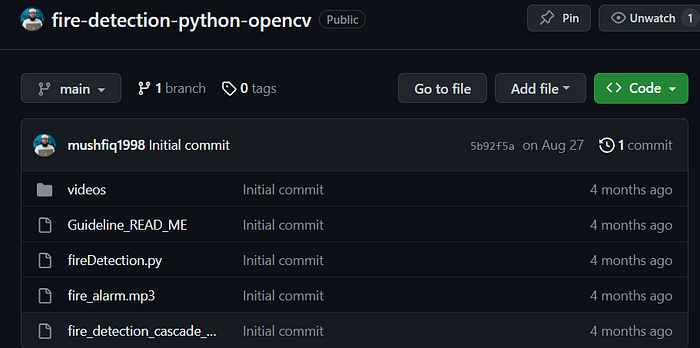 fire-detection-python-opencv Public Pin Unwatch 1
main 1 branch 0 tags Go to file Add file Code
mushfiq1998 Initial commit 5b92f5a on Aug 27 1 commit
videos Initial commit 4 months ago
Guideline_READ_ME Initial commit 4 months ago
fireDetection.py Initial commit 4 months ago
fire_alarm.mp3 Initial commit 4 months ago
fire_detection_cascade_... Initial commit 4 months ago